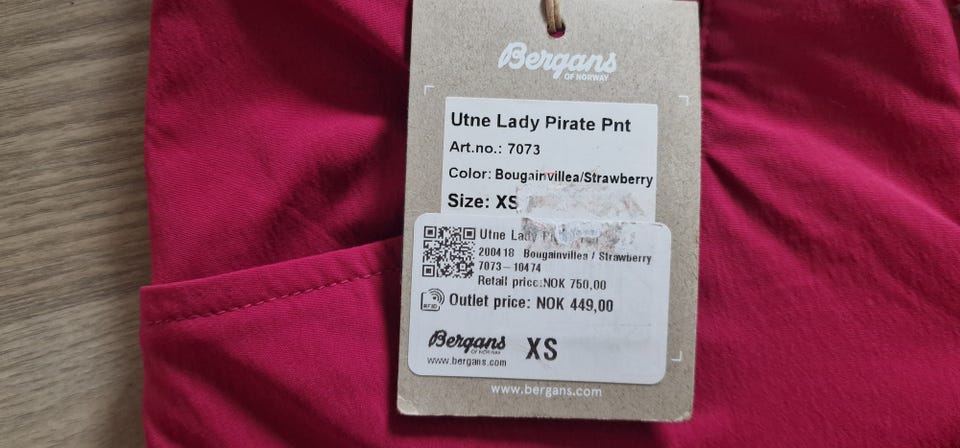 Bergans
OF NORWAY
Utne Lady Pirate Pnt
Art.no.: 7073
Color: Bougainvillea/Strawberry
Size: XS
Utne Lady
200418 Bougainvillea / Strawberry
7073-10474
Retail price:NOK 750,00
Outlet price: NOK 449,00
Bergans
OF NORWAY
XS
www.bergans.com
www.bergans.com